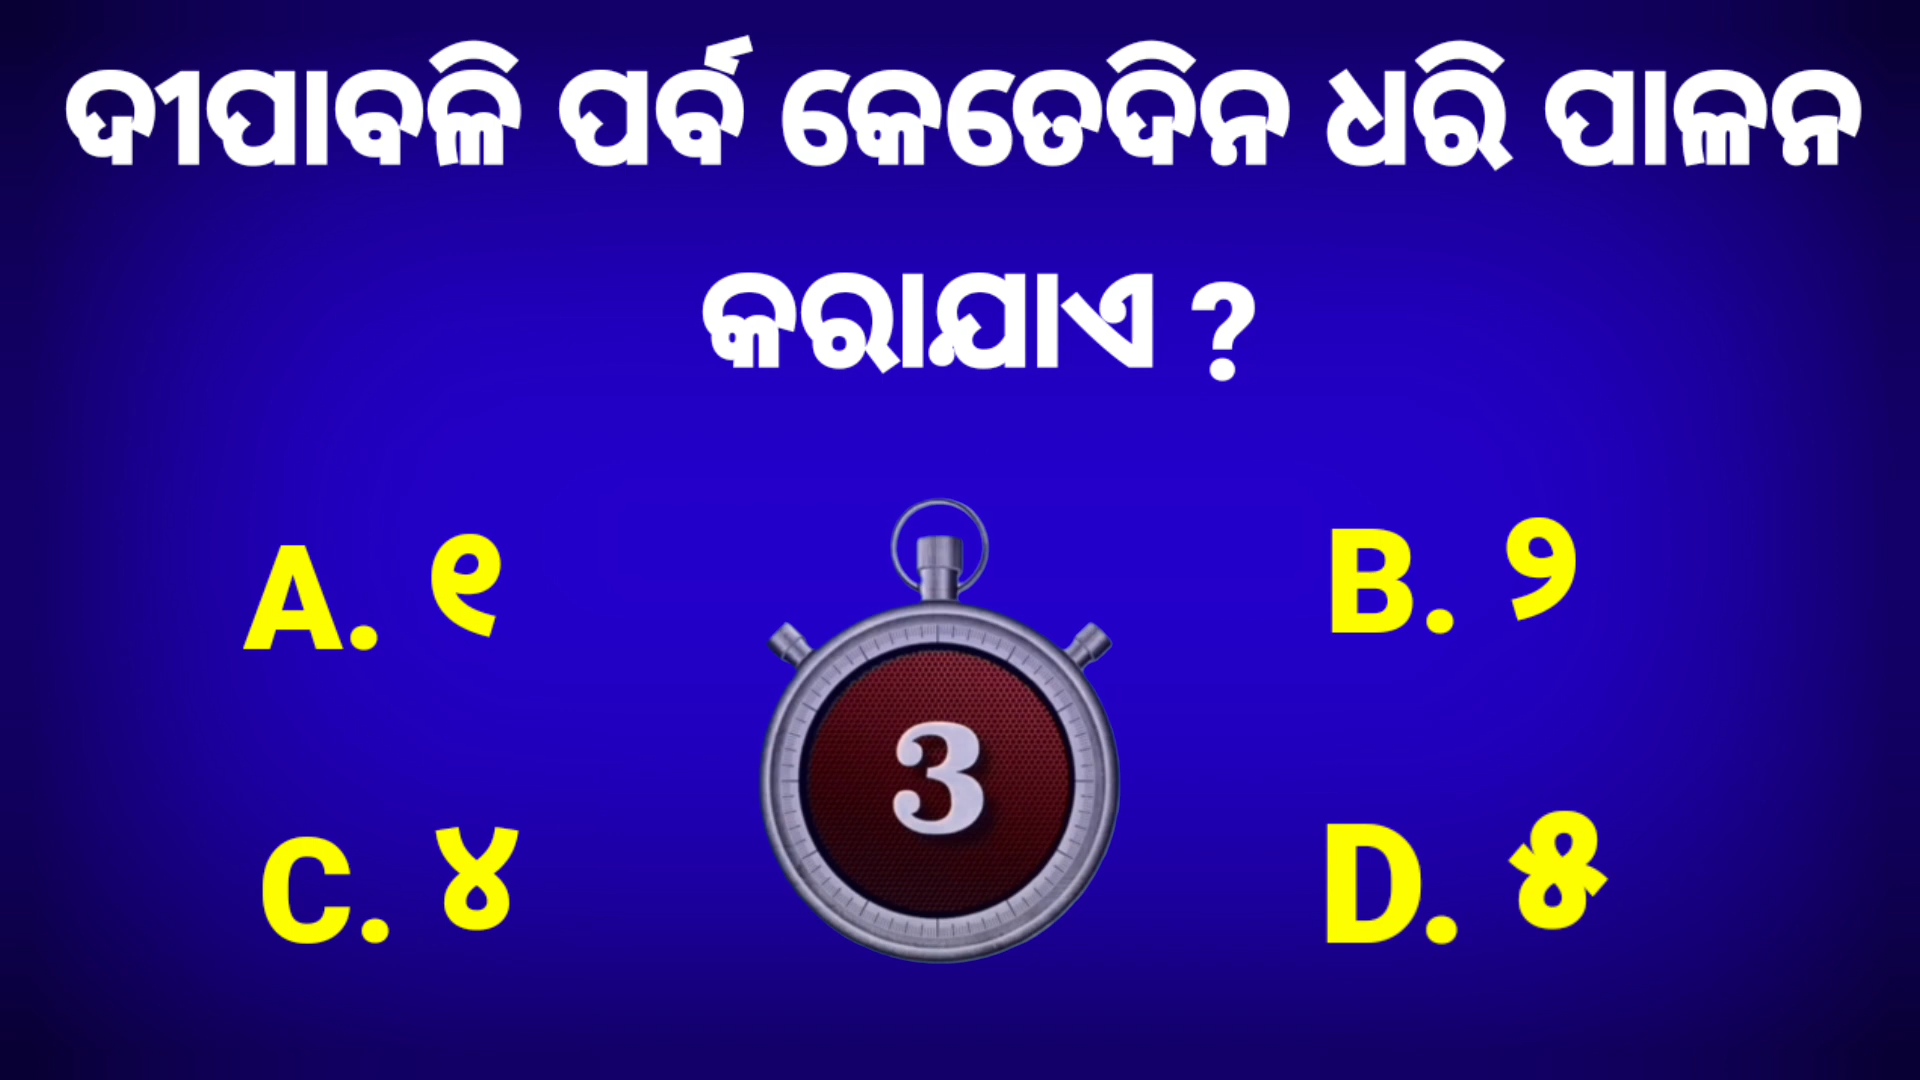 ଦୀପାବଳି ପର୍ବ କେତେଦିନ ଧରି ପାଳନ
କରାଯାଏ ?
A. ୧
B. ୨
3
C. ୪
D. ୫